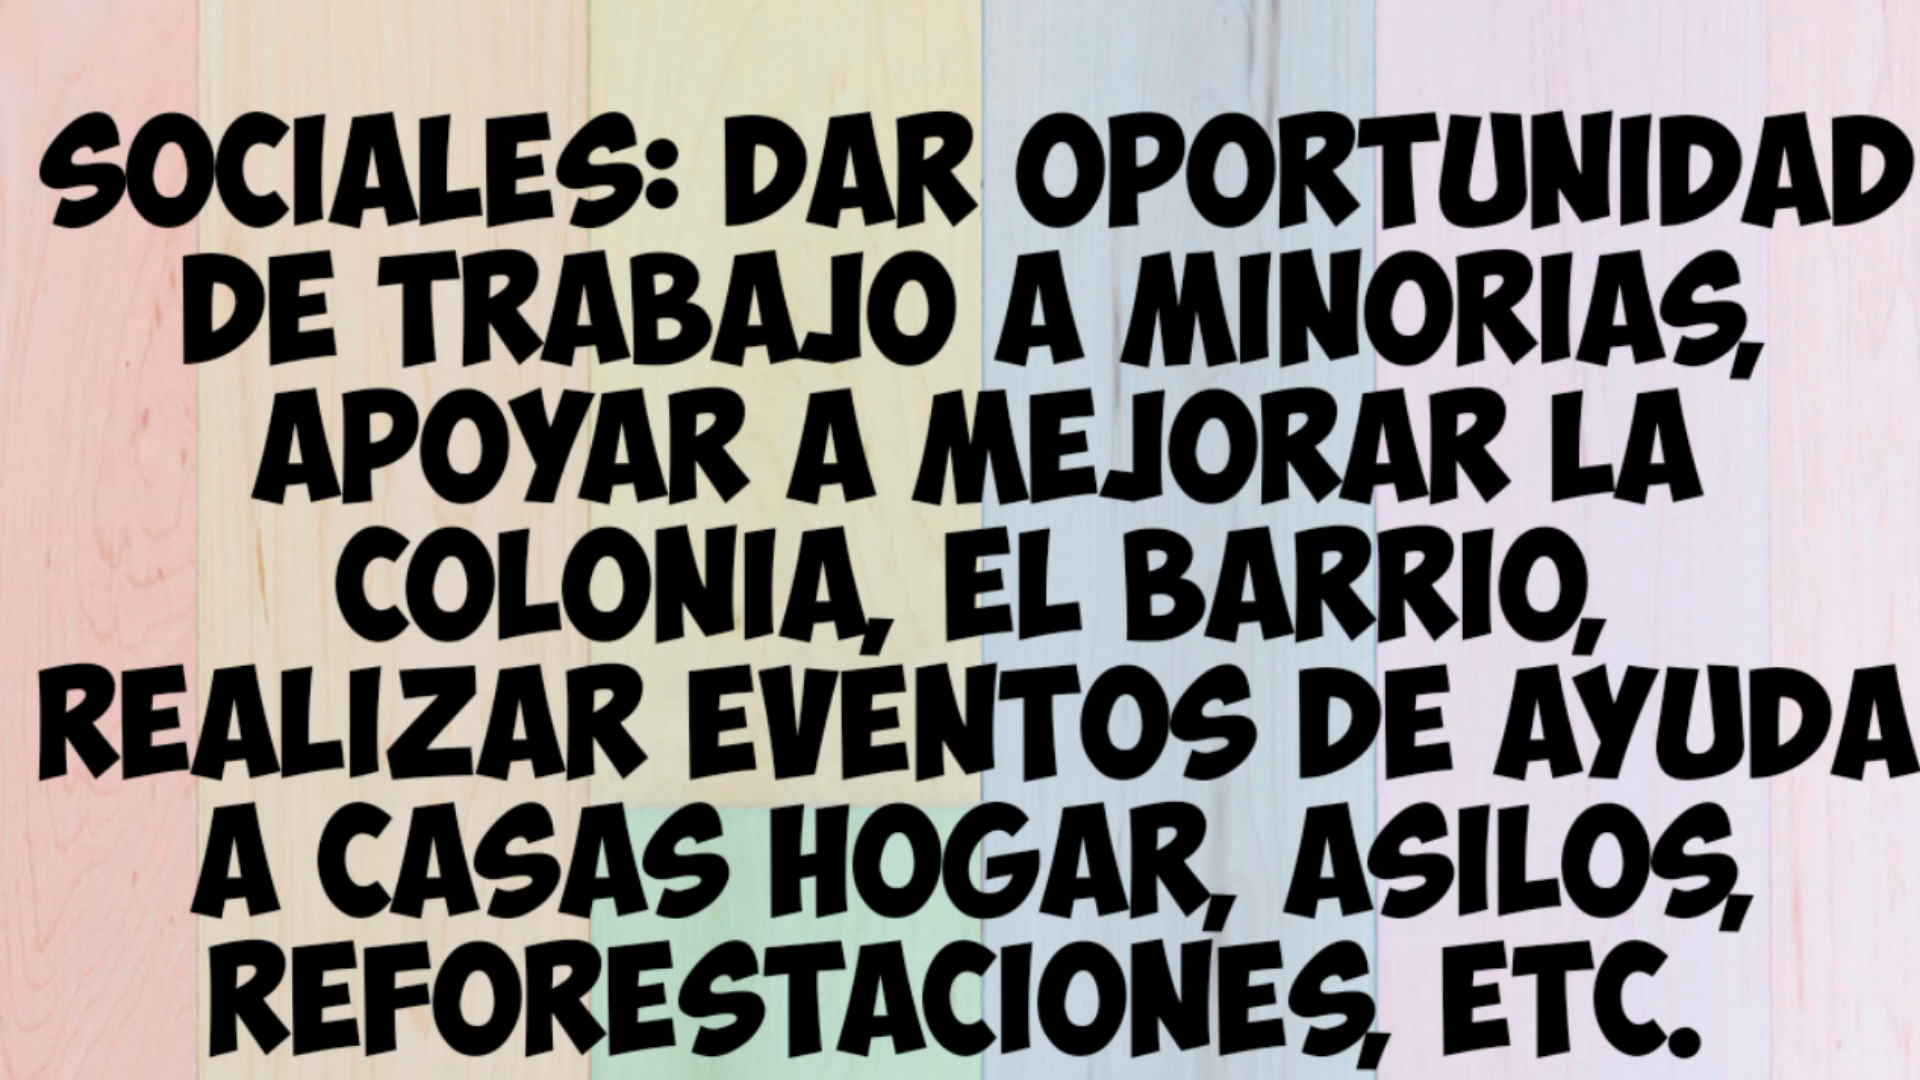 SOCIALES: DAR OPORTUNIDAD
DE TRABAJO A MINORIAS,
APOYAR A MEJORAR LA
COLONIA, EL BARRIO,
REALIZAR EVENTOS DE AYUDA
A CASAS HOGAR, ASILOS,
REFORESTACIONES, ETC.